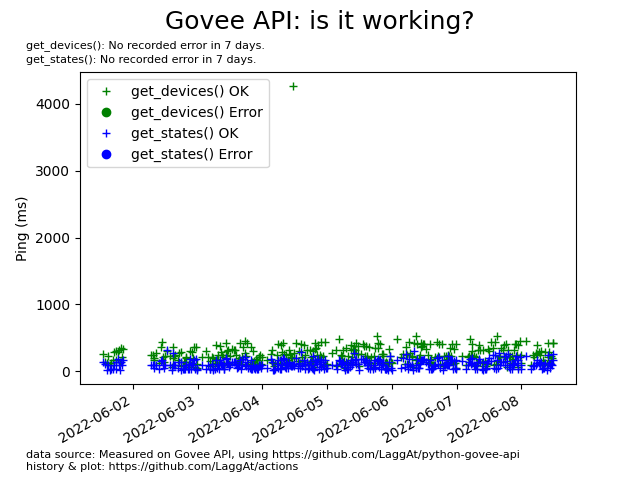 Govee API: is it working?
get_devices(): No recorded error in 7 days.
get_states(): No recorded error in 7 days.
get_devices() OK
get_devices() Error
get_states() OK
get_states() Error
Ping (ms)
4000
3000
2000
1000
0
2022-06-02
2022-06-03
2022-06-04
2022-06-05
2022-06-06
2022-06-07
2022-06-08
data source: Measured on Govee API, using https://github.com/LaggAt/python-govee-api
history & plot: https://github.com/LaggAt/actions